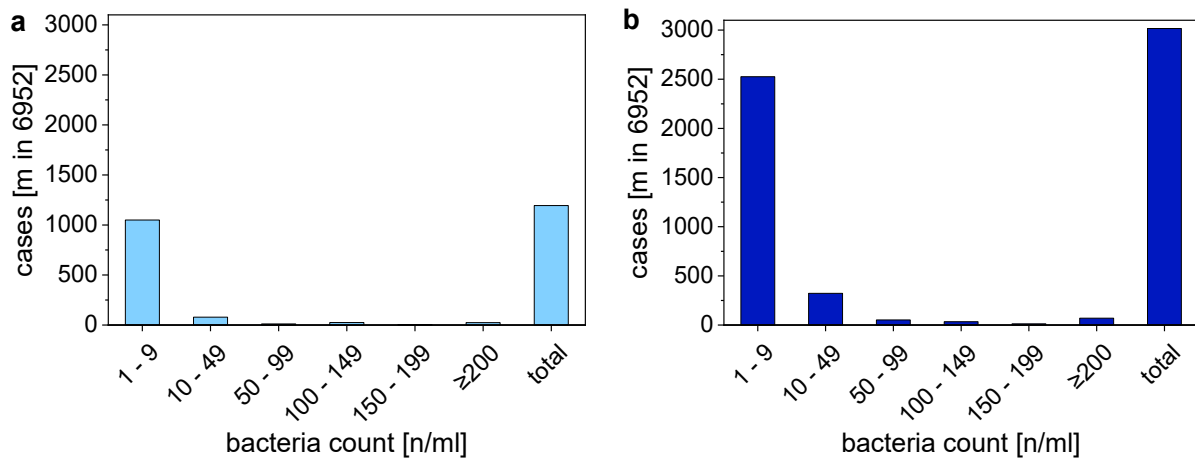 a
cases [m in 6952]
3000
2500
2000
1500
1000
500
0
1 - 9
10 - 49
50 - 99
100 - 149
150 - 199
≥200
total
bacteria count [n/ml]
b
cases [m in 6952]
3000
2500
2000
1500
1000
500
0
1 - 9
10 - 49
50 - 99
100 - 149
150 - 199
≥200
total
bacteria count [n/ml]